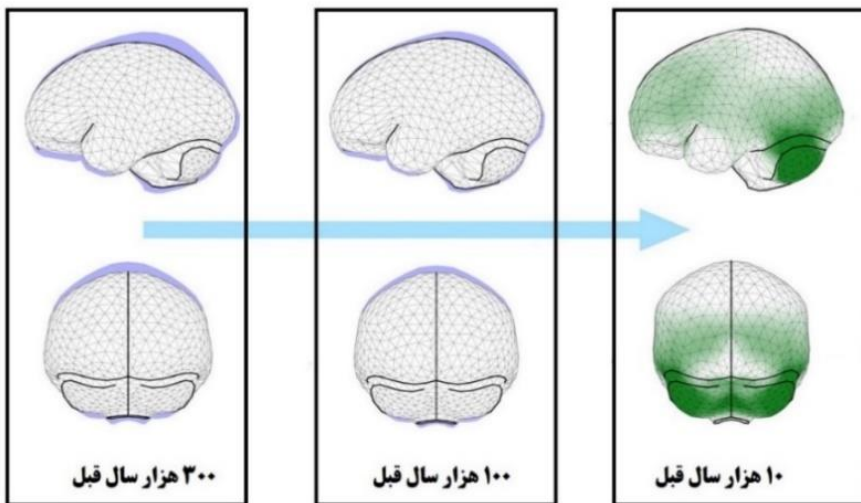 ۳۰۰ هزار سال قبل
۱۰۰ هزار سال قبل
۱۰ هزار سال قبل